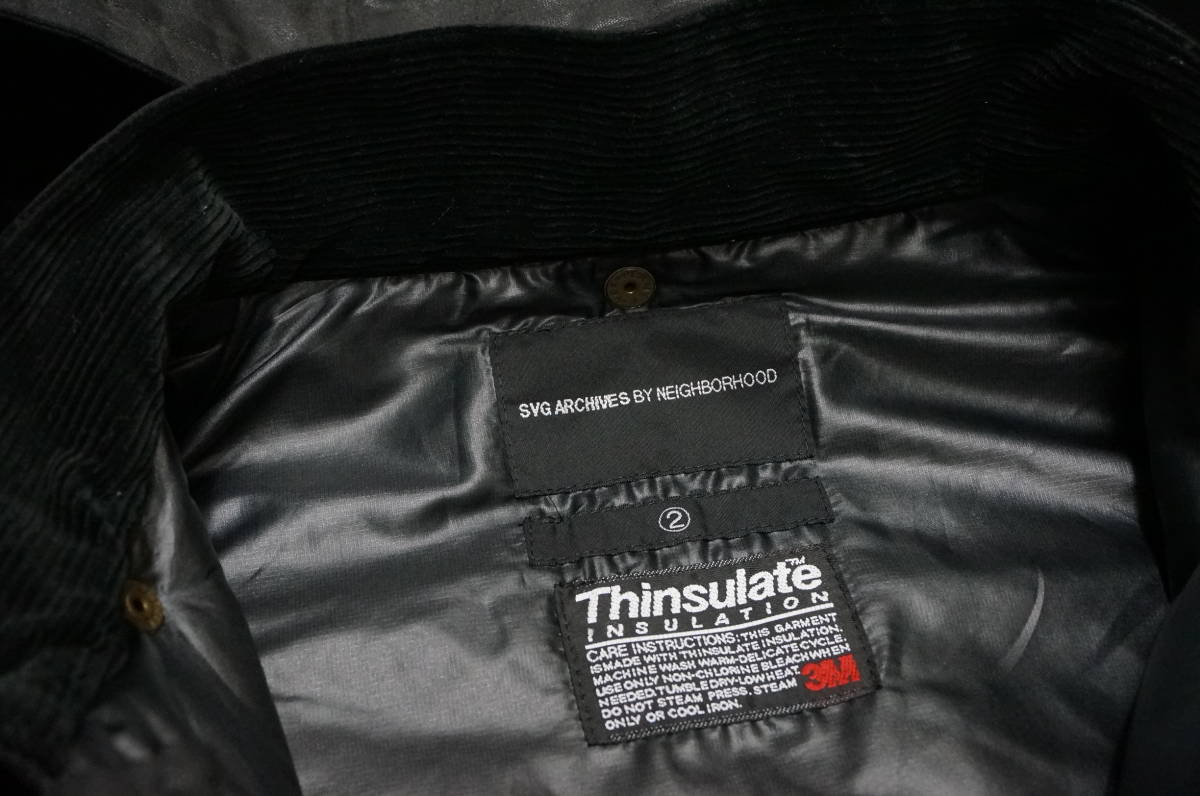 SVG ARCHIVES BY NEIGHBORHOOD
②
Thinsulate™
INSULATION
CARE INSTRUCTIONS: THIS GARMENT
IS MADE WITH THINSULATE INSULATION.
MACHINE WASH WARM-DELICATE CYCLE.
USE ONLY NON-CHLORINE BLEACH WHEN
NEEDED. TUMBLE DRY-LOW HEAT.
DO NOT STEAM PRESS. STEAM
ONLY OR COOL IRON.
3M